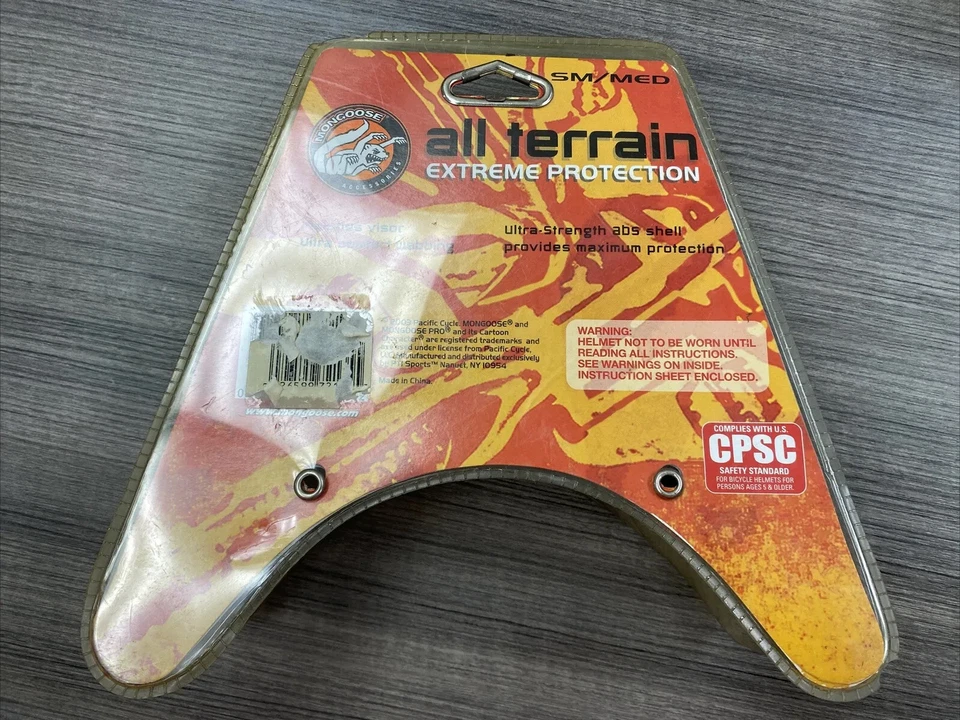 SM/MED
MONGOOSE
ACCESSORIES
all terrain
EXTREME PROTECTION
visor
Ultra-Strength abs shell
provides maximum protection
Pacific Cycle. MONGOOSE® and
MONGOOSE PRO® and its Cartoon
are registered trademarks and
used under license from Pacific Cycle,
Manufactured and distributed exclusively
Sports™ Nanuet, NY 10954
Made in China.
www.mongoose.com
WARNING:
HELMET NOT TO BE WORN UNTIL
READING ALL INSTRUCTIONS.
SEE WARNINGS ON INSIDE.
INSTRUCTION SHEET ENCLOSED.
COMPLIES WITH U.S.
CPSC
SAFETY STANDARD
FOR BICYCLE HELMETS FOR
PERSONS AGES 5 & OLDER.